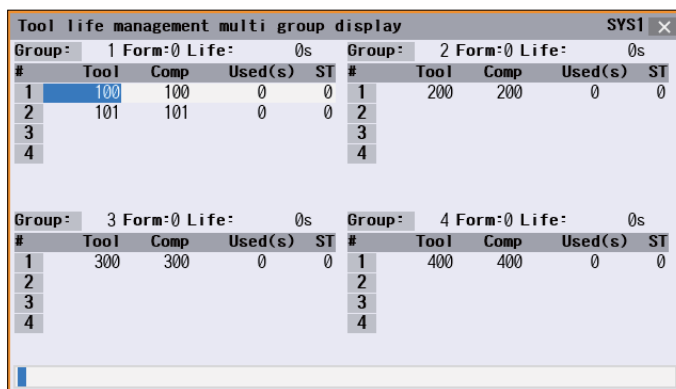 Tool life management multi group display SYS1
Group: 1 Form:0 Life: 0s
# Tool Comp Used(s) ST
1 100 100 0 0
2 101 101 0 0
3
4
Group: 2 Form:0 Life: 0s
# Tool Comp Used(s) ST
1 200 200 0 0
2
3
4
Group: 3 Form:0 Life: 0s
# Tool Comp Used(s) ST
1 300 300 0 0
2
3
4
Group: 4 Form:0 Life: 0s
# Tool Comp Used(s) ST
1 400 400 0 0
2
3
4